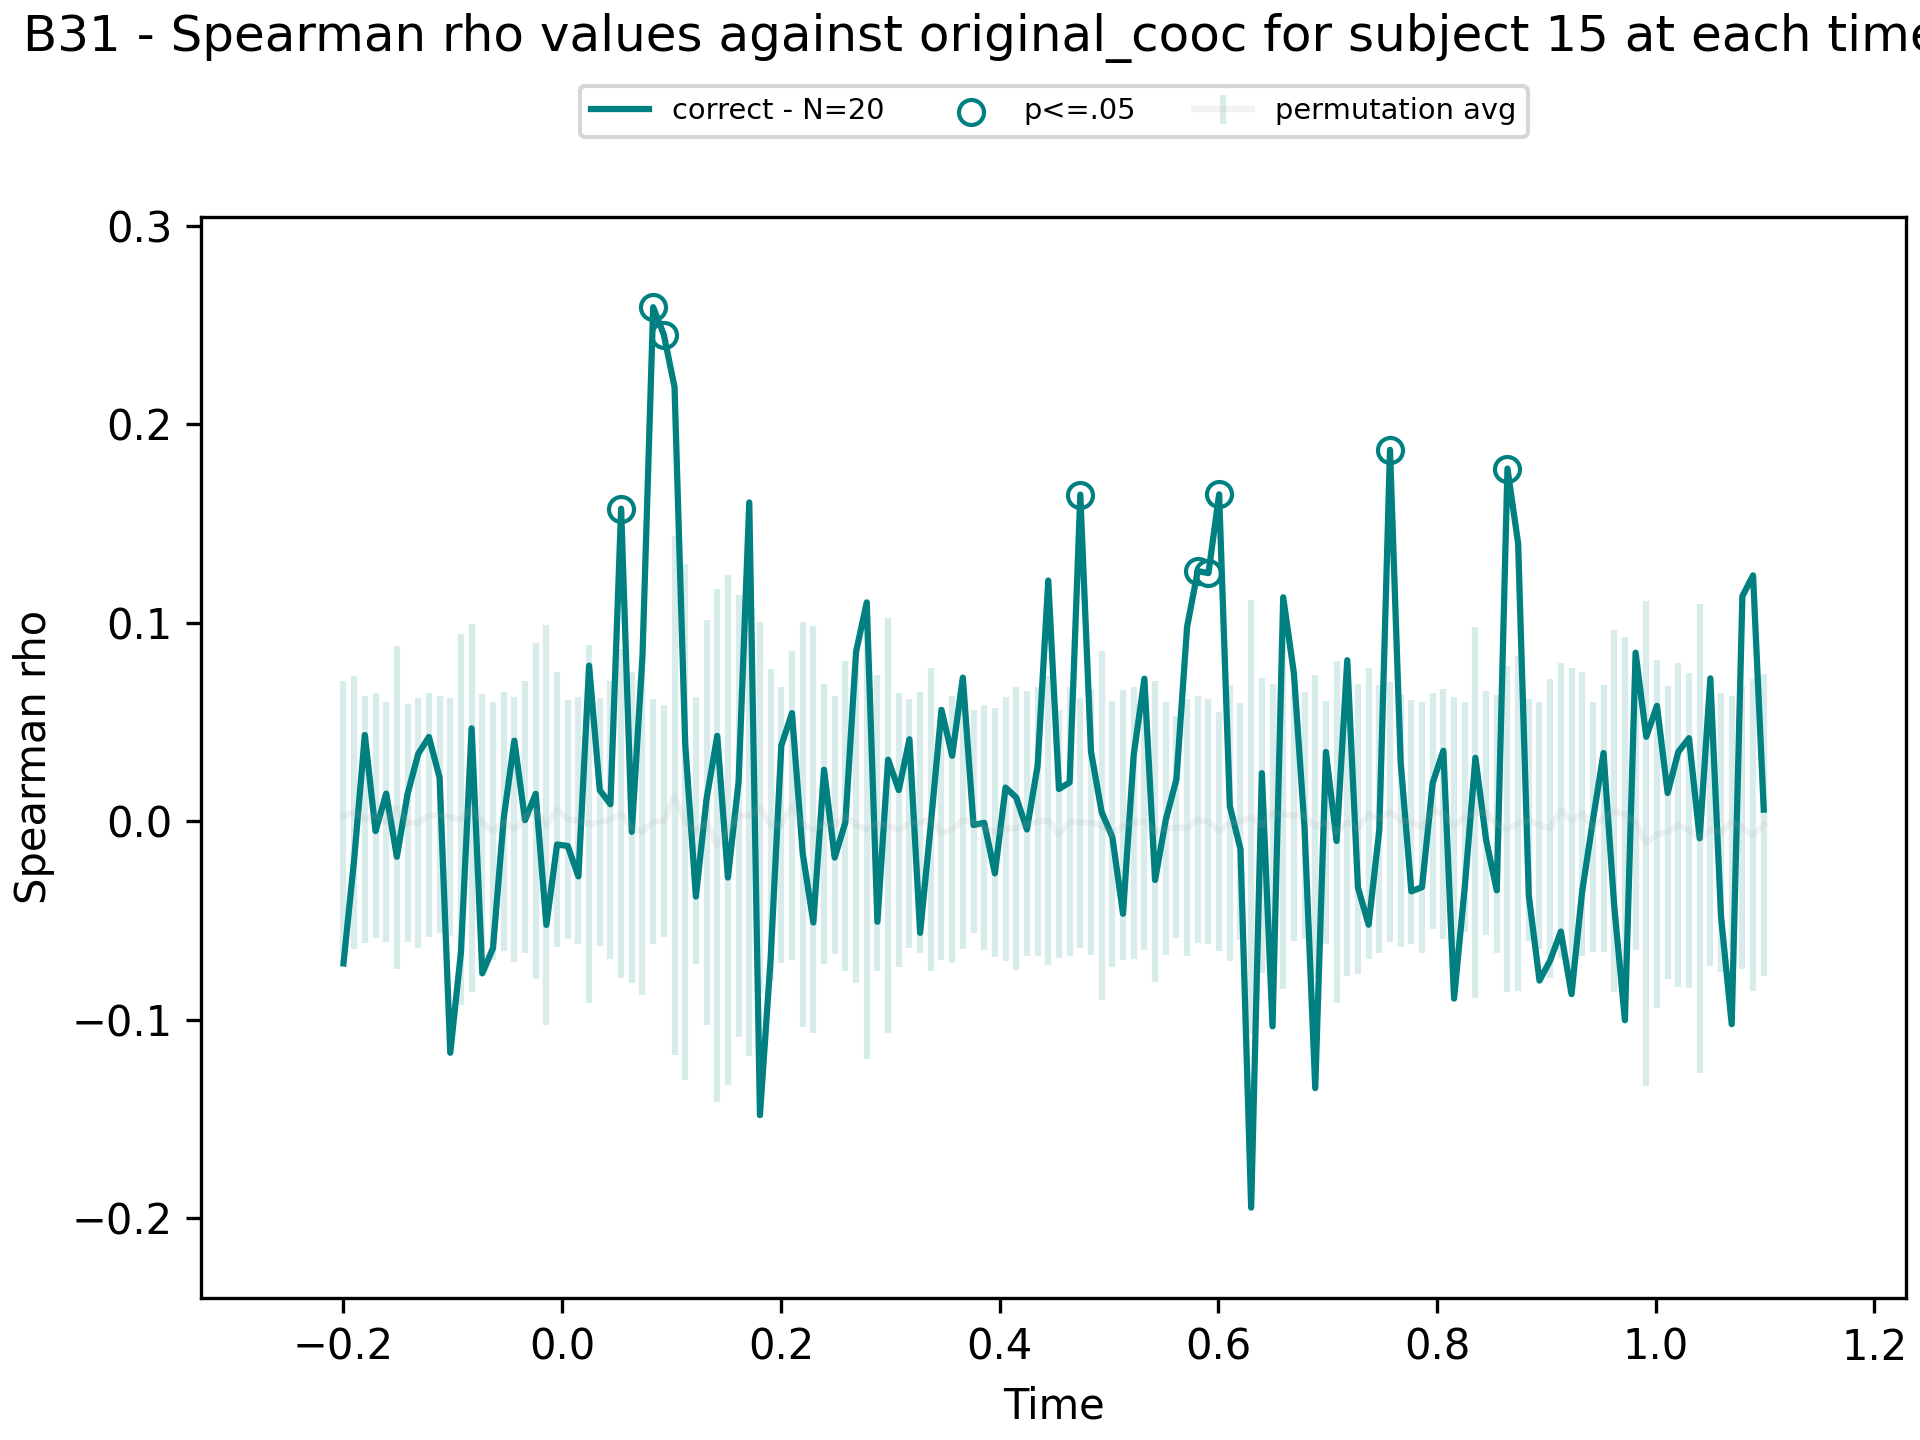 B31 - Spearman rho values against original_cooc for subject 15 at each time
correct - N=20 p<=.05 permutation avg
0.3
0.2
0.1
0.0
−0.1
−0.2
Spearman rho
−0.2 0.0 0.2 0.4 0.6 0.8 1.0 1.2
Time